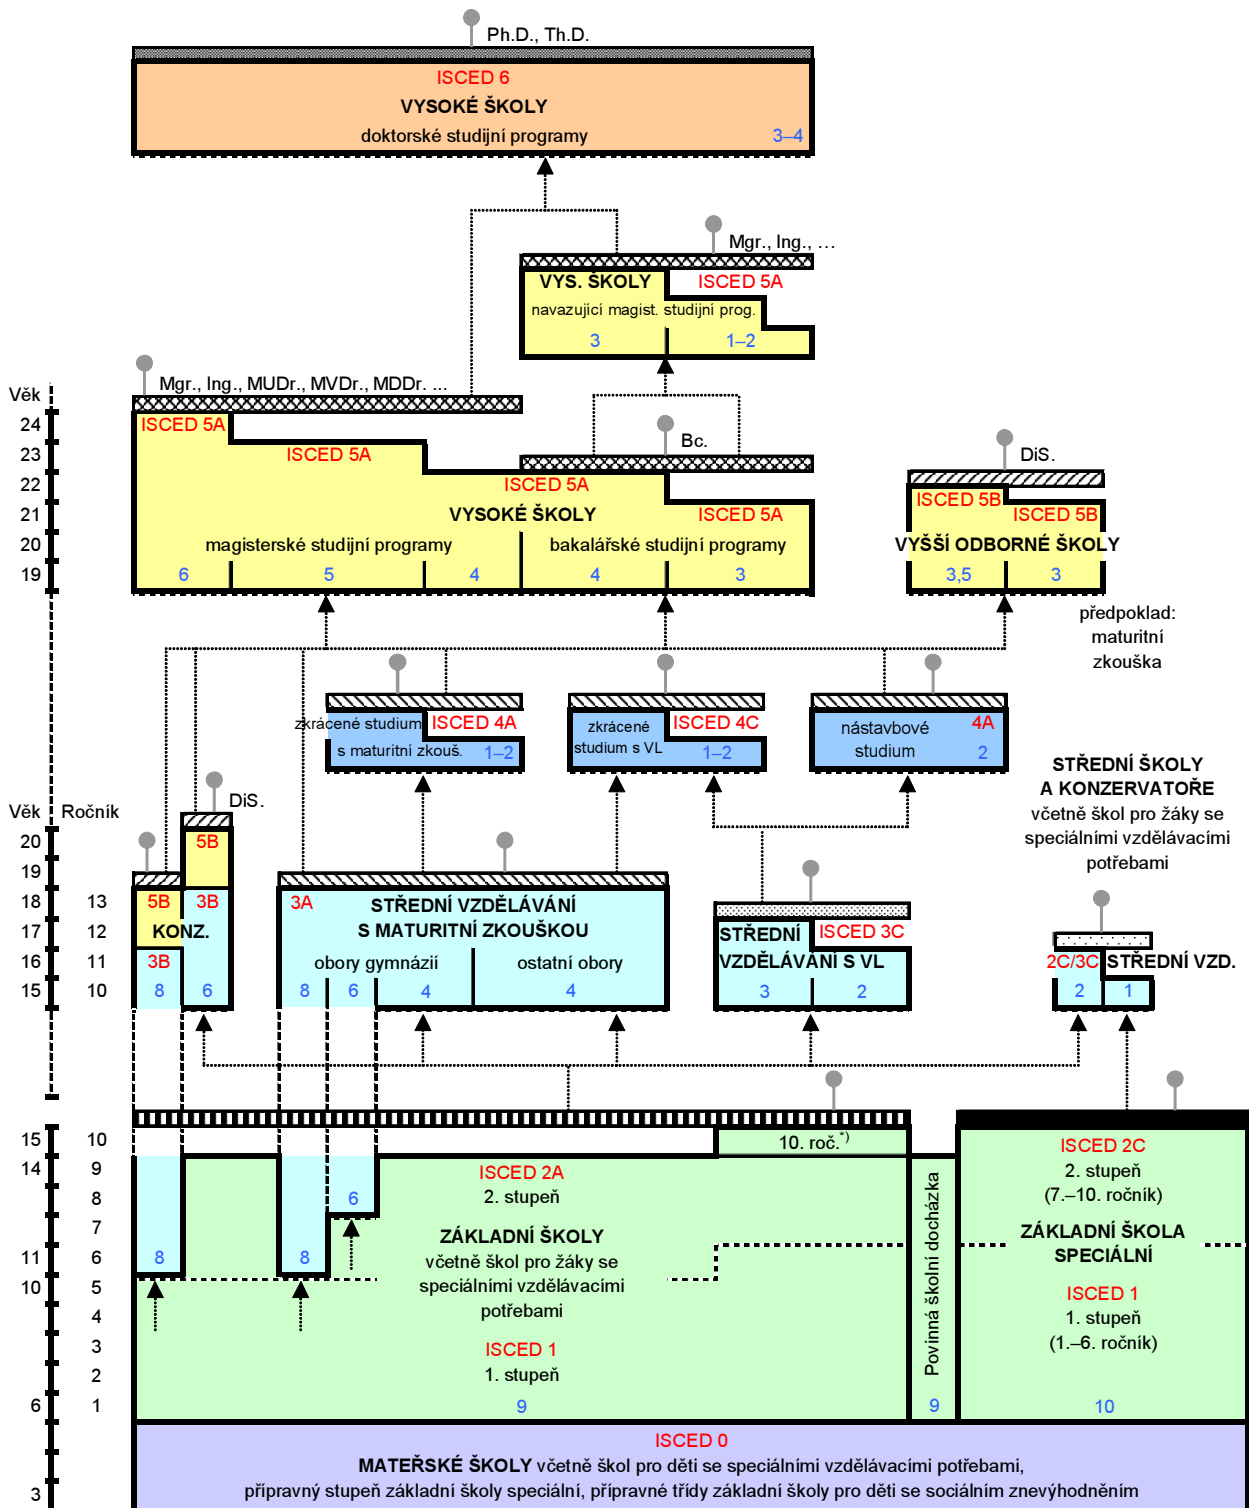 Ph.D., Th.D.
ISCED 6
VYSOKÉ ŠKOLY
doktorské studijní programy 3–4
Mgr., Ing., …
VYS. ŠKOLY ISCED 5A
navazující magist. studijní prog.
3 1–2
Mgr., Ing., MUDr., MVDr., MDDr. ...
Věk
24 ISCED 5A
23 ISCED 5A Bc. DiS.
22 ISCED 5A ISCED 5B
21 VYSOKÉ ŠKOLY ISCED 5A ISCED 5B
20 magisterské studijní programy bakalářské studijní programy VYŠŠÍ ODBORNÉ ŠKOLY
19 6 5 4 4 3 3,5 3
předpoklad:
maturitní
zkouška
zkrácené studium ISCED 4A
s maturitní zkouš. 1–2
zkrácené ISCED 4C
studium s VL 1–2
nástavbové 4A
studium 2
STŘEDNÍ ŠKOLY
A KONZERVATOŘE
včetně škol pro žáky se
speciálními vzdělávacími
potřebami
Věk Ročník DiS.
20 5B
19
18 13 5B 3B 3A STŘEDNÍ VZDĚLÁVÁNÍ
17 12 KONZ. S MATURITNÍ ZKOUŠKOU STŘEDNÍ ISCED 3C
16 11 3B obory gymnázií ostatní obory VZDĚLÁVÁNÍ S VL 2C/3C STŘEDNÍ VZD.
15 10 8 6 8 6 4 4 3 2 2 1
15 10 10. roč.*) ISCED 2C
14 9 ISCED 2A 2. stupeň
8 6 2. stupeň (7.–10. ročník)
7 ZÁKLADNÍ ŠKOLY ZÁKLADNÍ ŠKOLA
11 6 8 8 včetně škol pro žáky se SPECIÁLNÍ
10 5 speciálními vzdělávacími ISCED 1
4 potřebami 1. stupeň
3 ISCED 1 (1.–6. ročník)
2 1. stupeň
Povinná školní docházka
6 1 9 9 10
ISCED 0
MATEŘSKÉ ŠKOLY včetně škol pro děti se speciálními vzdělávacími potřebami,
3 přípravný stupeň základní školy speciální, přípravné třídy základní školy pro děti se sociálním znevýhodněním